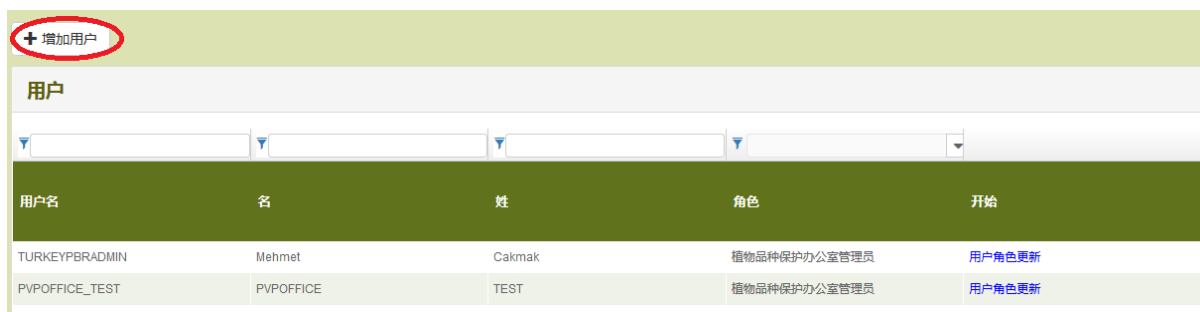 增加用户
用户
用户名 名 姓 角色 开始
TURKEYPBRADMIN Mehmet Cakmak 植物品种保护办公室管理员 用户角色更新
PVPOFFICE_TEST PVPOFFICE TEST 植物品种保护办公室管理员 用户角色更新